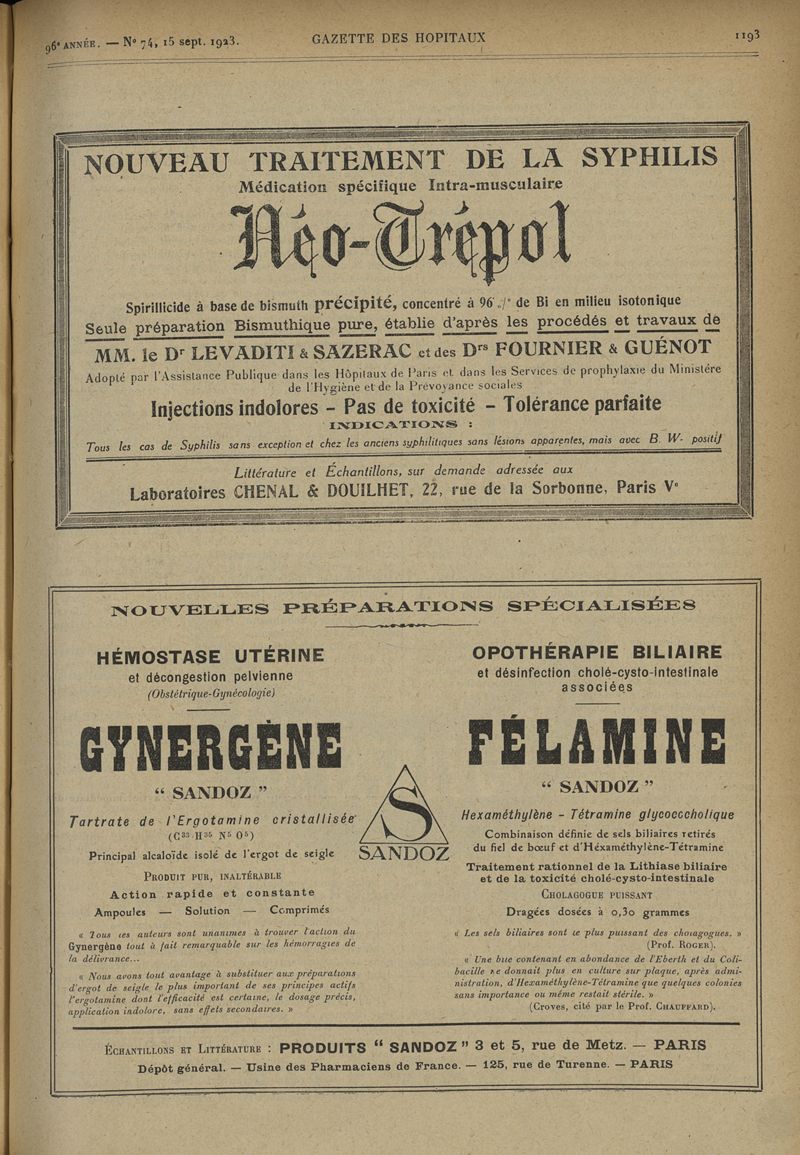 96e ANNÉE. — No 74, 15 sept. 1923.
GAZETTE DES HOPITAUX
1193
NOUVEAU TRAITEMENT DE LA SYPHILIS
Médication spécifique Intra-musculaire
Néo-Trépol
Spirillicide à base de bismuth précipité, concentré à 96 % de Bi en milieu isotonique
Seule préparation Bismuthique pure, établie d'après les procédés et travaux de
MM. le Dr LEVADITI & SAZERAC et des Drs FOURNIER & GUÉNOT
Adopté par l'Assistance Publique dans les Hôpitaux de Paris et dans les Services de prophylaxie du Ministère
de l'Hygiène et de la Prévoyance sociales
Injections indolores - Pas de toxicité - Tolérance parfaite
INDICATIONS :
Tous les cas de Syphilis sans exception et chez les anciens syphilitiques sans lésions apparentes, mais avec B. W- positif
Littérature et Échantillons, sur demande adressée aux
Laboratoires CHENAL & DOUILHET, 22, rue de la Sorbonne, Paris Ve
NOUVELLES PRÉPARATIONS SPÉCIALISÉES
HÉMOSTASE UTÉRINE
et décongestion pelvienne
(Obstétrique-Gynécologie)
GYNERGÈNE
“ SANDOZ ”
Tartrate de l'Ergotamine cristallisée
(C33 H35 N5 O5)
Principal alcaloïde isolé de l'ergot de seigle
PRODUIT PUR, INALTÉRABLE
Action rapide et constante
Ampoules — Solution — Comprimés
« Tous les auteurs sont unanimes à trouver l'action du
Gynergène tout à fait remarquable sur les hémorragies de
la délivrance...
« Nous avons tout avantage à substituer aux préparations
d'ergot de seigle le plus important de ses principes actifs
l'ergotamine dont l'efficacité est certaine, le dosage précis,
application indolore, sans effets secondaires. »
S
SANDOZ
OPOTHÉRAPIE BILIAIRE
et désinfection cholé-cysto-intestinale
associées
FÉLAMINE
“ SANDOZ ”
Hexaméthylène - Tétramine glycoccholique
Combinaison définie de sels biliaires retirés
du fiel de bœuf et d'Héxaméthylène-Tétramine
Traitement rationnel de la Lithiase biliaire
et de la toxicité cholé-cysto-intestinale
CHOLAGOGUE PUISSANT
Dragées dosées à 0,30 grammes
« Les sels biliaires sont le plus puissant des cholagogues. »
(Prof. ROGER).
« Une bile contenant en abondance de l'Eberth et du Coli-
bacille ne donnait plus en culture sur plaque, après admi-
nistration, d'Hexaméthylène-Tétramine que quelques colonies
sans importance ou même restait stérile. »
(Croves, cité par le Prof. CHAUFFARD).
ÉCHANTILLONS ET LITTÉRATURE : PRODUITS “ SANDOZ ” 3 et 5, rue de Metz. — PARIS
Dépôt général. — Usine des Pharmaciens de France. — 125, rue de Turenne. — PARIS